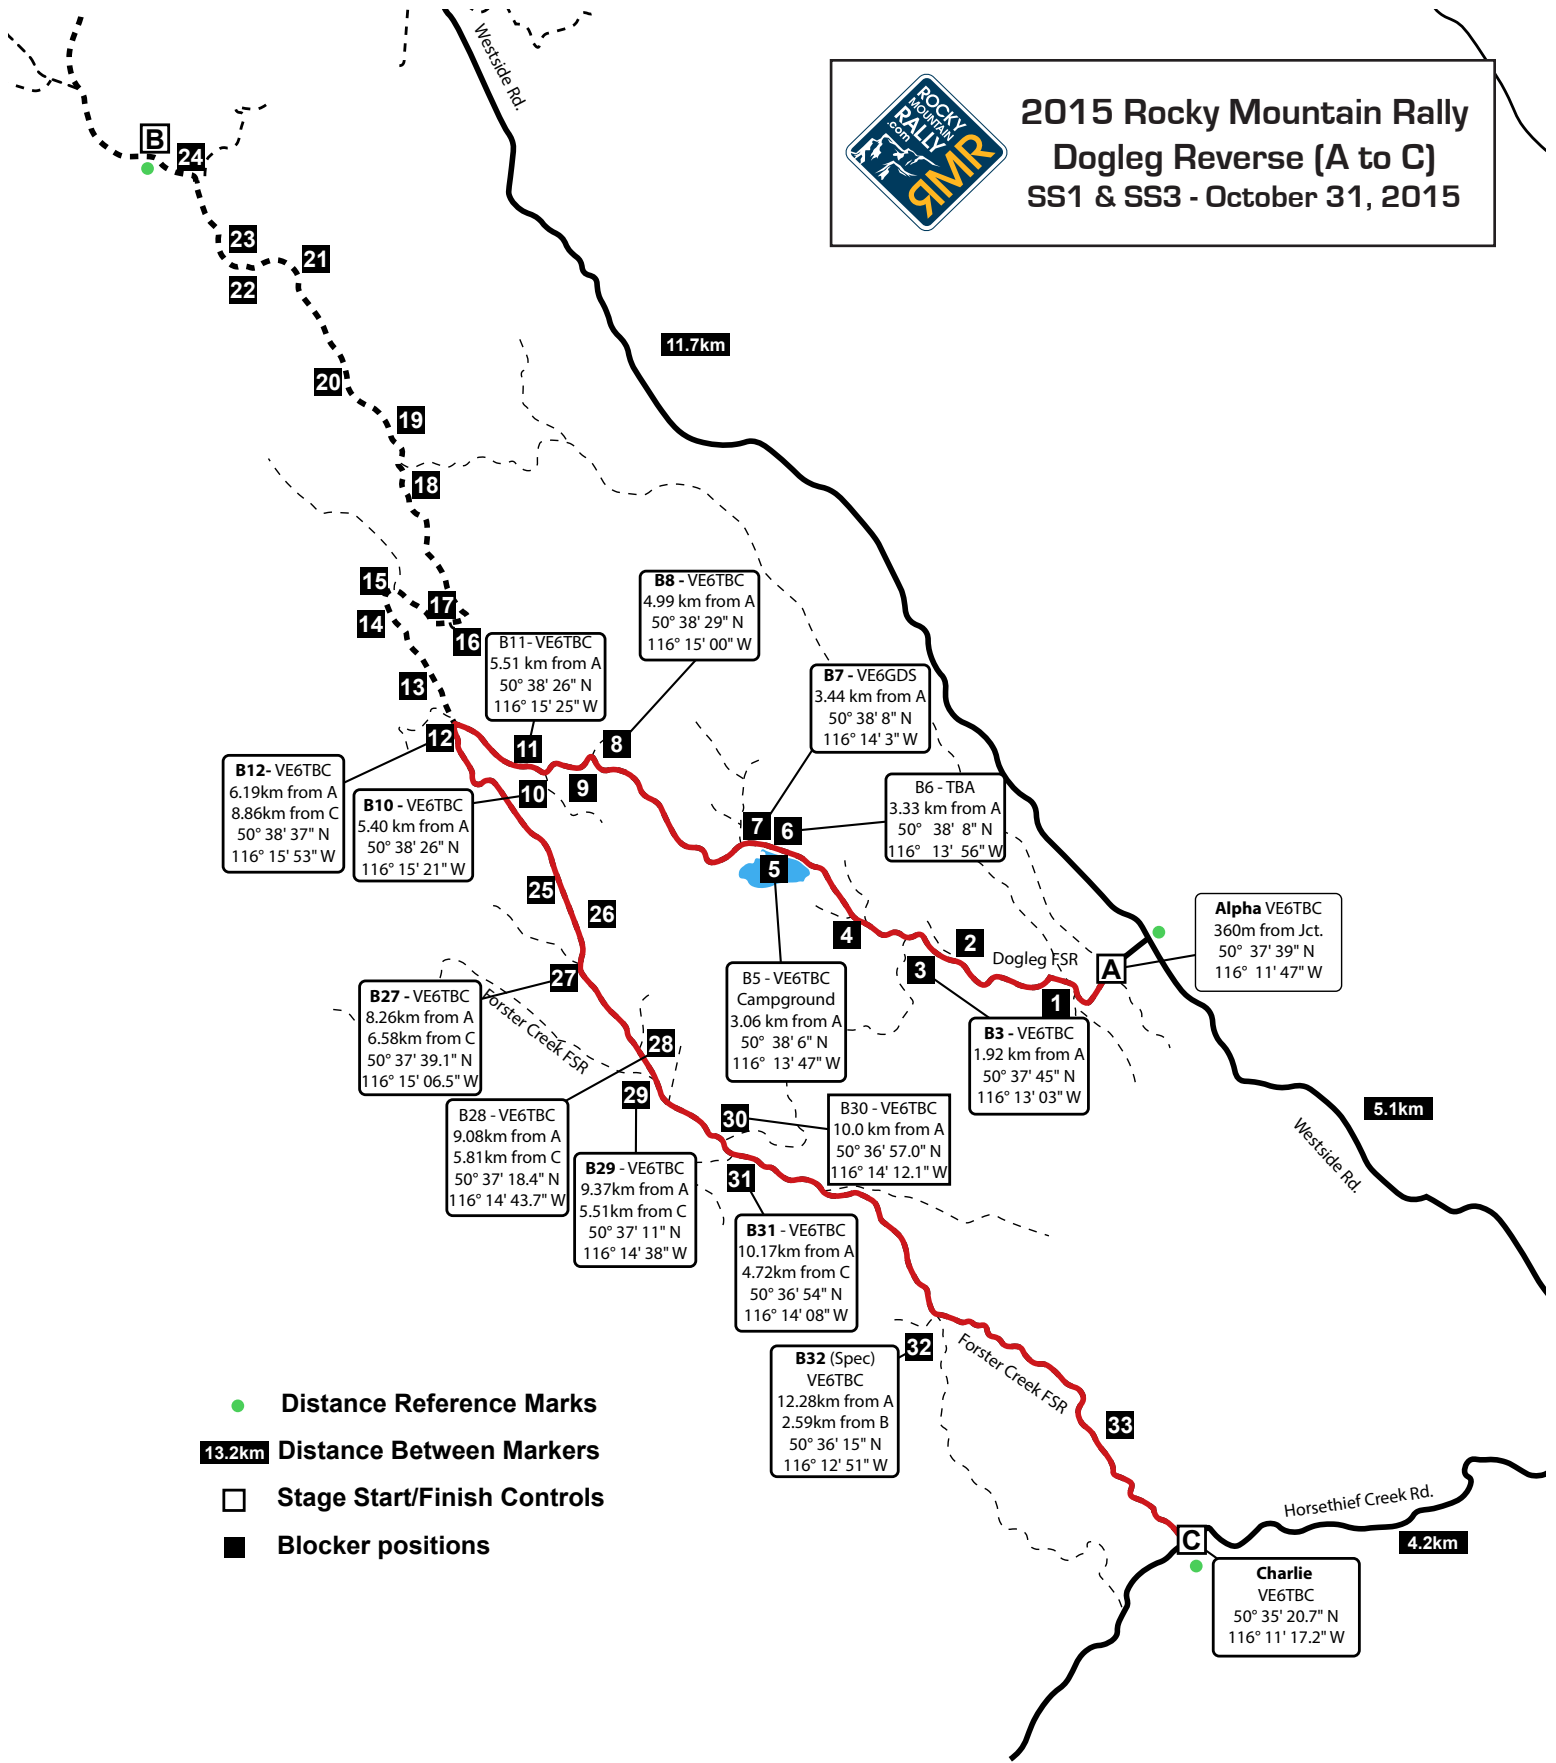 Westside Rd.
ROCKY
MOUNTAIN
RALLY
.com
RMR
2015 Rocky Mountain Rally
Dogleg Reverse (A to C)
SS1 & SS3 - October 31, 2015
B
24
23
22
21
11.7km
20
19
18
15
14
17
16
13
B8 - VE6TBC
4.99 km from A
50° 38' 29" N
116° 15' 00" W
B11- VE6TBC
5.51 km from A
50° 38' 26" N
116° 15' 25" W
B7 - VE6GDS
3.44 km from A
50° 38' 8" N
116° 14' 3" W
12
11
8
10
9
B12- VE6TBC
6.19km from A
8.86km from C
50° 38' 37" N
116° 15' 53" W
B10 - VE6TBC
5.40 km from A
50° 38' 26" N
116° 15' 21" W
B6 - TBA
3.33 km from A
50° 38' 8" N
116° 13' 56" W
7
6
5
25
26
4
2
3
Dogleg FSR
1
A
Alpha VE6TBC
360m from Jct.
50° 37' 39" N
116° 11' 47" W
27
B27 - VE6TBC
8.26km from A
6.58km from C
50° 37' 39.1" N
116° 15' 06.5" W
Forster Creek FSR
B5 - VE6TBC
Campground
3.06 km from A
50° 38' 6" N
116° 13' 47" W
B3 - VE6TBC
1.92 km from A
50° 37' 45" N
116° 13' 03" W
28
29
30
B28 - VE6TBC
9.08km from A
5.81km from C
50° 37' 18.4" N
116° 14' 43.7" W
B30 - VE6TBC
10.0 km from A
50° 36' 57.0" N
116° 14' 12.1" W
5.1km
Westside Rd.
B29 - VE6TBC
9.37km from A
5.51km from C
50° 37' 11" N
116° 14' 38" W
31
B31 - VE6TBC
10.17km from A
4.72km from C
50° 36' 54" N
116° 14' 08" W
32
B32 (Spec)
VE6TBC
12.28km from A
2.59km from B
50° 36' 15" N
116° 12' 51" W
Forster Creek FSR
33
Distance Reference Marks
13.2km Distance Between Markers
Stage Start/Finish Controls
Blocker positions
Horsethief Creek Rd.
4.2km
C
Charlie
VE6TBC
50° 35' 20.7" N
116° 11' 17.2" W